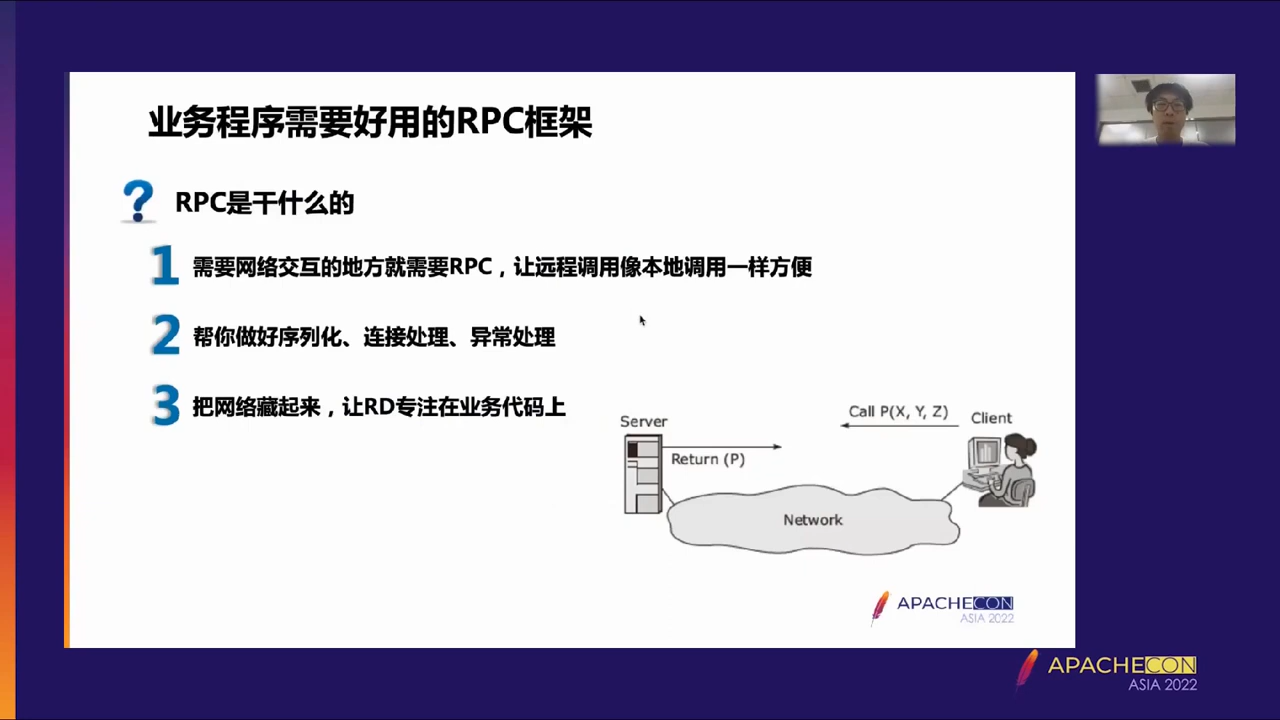 业务程序需要好用的RPC框架
? RPC是干什么的
1 需要网络交互的地方就需要RPC，让远程调用像本地调用一样方便
2 帮你做好序列化、连接处理、异常处理
3 把网络藏起来，让RD专注在业务代码上
Server
Return (P)
Call P(X, Y, Z)
Client
Network
APACHECON
ASIA 2022
APACHECON
ASIA 2022